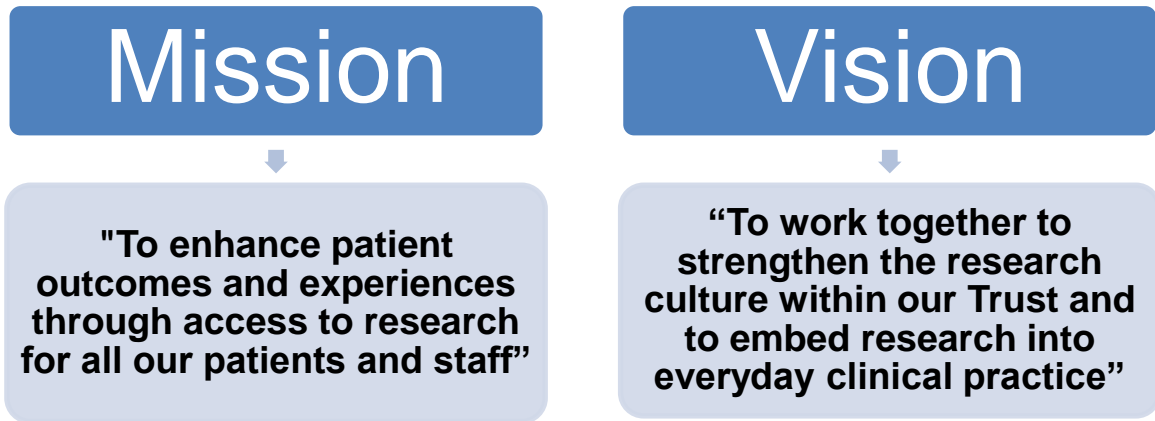 Mission
"To enhance patient
outcomes and experiences
through access to research
for all our patients and staff”
Vision
“To work together to
strengthen the research
culture within our Trust and
to embed research into
everyday clinical practice”